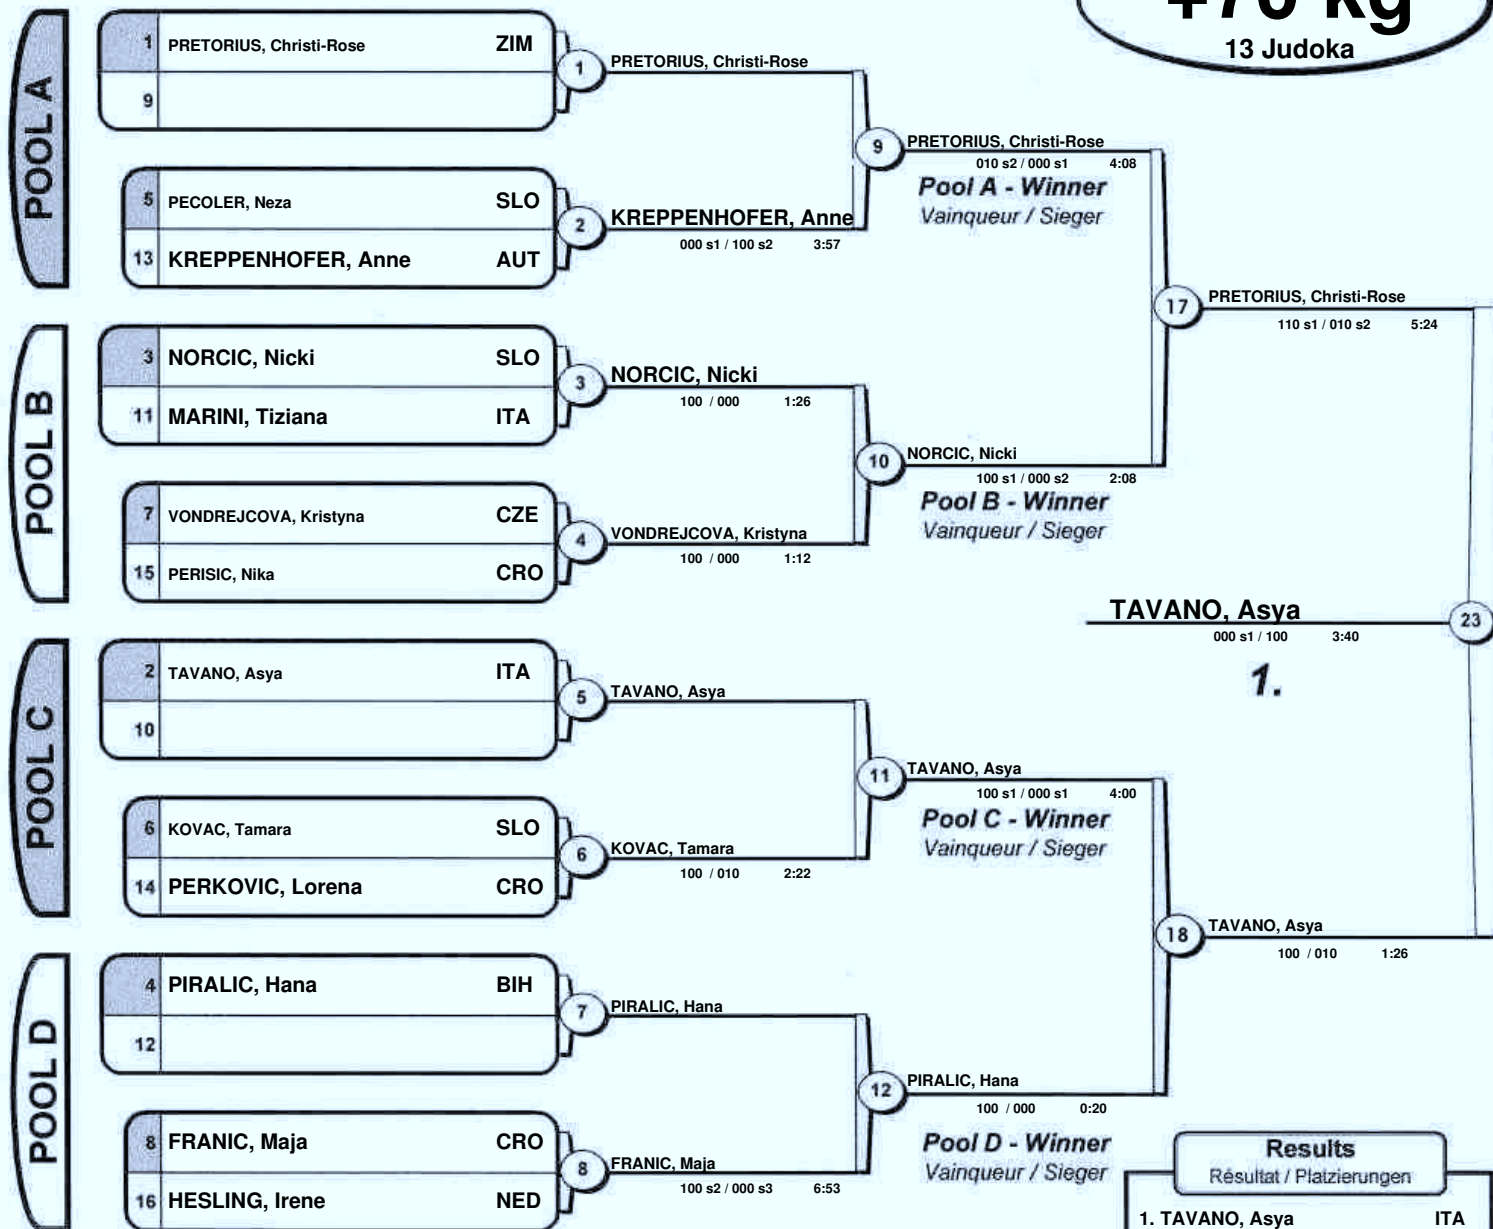 +70 kg
13 Judoka
POOL A
1 PRETORIUS, Christi-Rose ZIM
9
1 PRETORIUS, Christi-Rose
5 PECOLER, Neza SLO
13 KREPPENHOFER, Anne AUT
2 KREPPENHOFER, Anne
000 s1 / 100 s2 3:57
9 PRETORIUS, Christi-Rose
010 s2 / 000 s1 4:08
Pool A - Winner
Vainqueur / Sieger
POOL B
3 NORCIC, Nicki SLO
11 MARINI, Tiziana ITA
3 NORCIC, Nicki
100 / 000 1:26
7 VONDREJCOVA, Kristyna CZE
15 PERISIC, Nika CRO
4 VONDREJCOVA, Kristyna
100 / 000 1:12
10 NORCIC, Nicki
100 s1 / 000 s2 2:08
Pool B - Winner
Vainqueur / Sieger
17 PRETORIUS, Christi-Rose
110 s1 / 010 s2 5:24
TAVANO, Asya 23
000 s1 / 100 3:40
1.
POOL C
2 TAVANO, Asya ITA
10
5 TAVANO, Asya
6 KOVAC, Tamara SLO
14 PERKOVIC, Lorena CRO
6 KOVAC, Tamara
100 / 010 2:22
11 TAVANO, Asya
100 s1 / 000 s1 4:00
Pool C - Winner
Vainqueur / Sieger
18 TAVANO, Asya
100 / 010 1:26
POOL D
4 PIRALIC, Hana BIH
12
7 PIRALIC, Hana
8 FRANIC, Maja CRO
16 HESLING, Irene NED
8 FRANIC, Maja
100 s2 / 000 s3 6:53
12 PIRALIC, Hana
100 / 000 0:20
Pool D - Winner
Vainqueur / Sieger
Results
Résultat / Platzierungen
1. TAVANO, Asya ITA